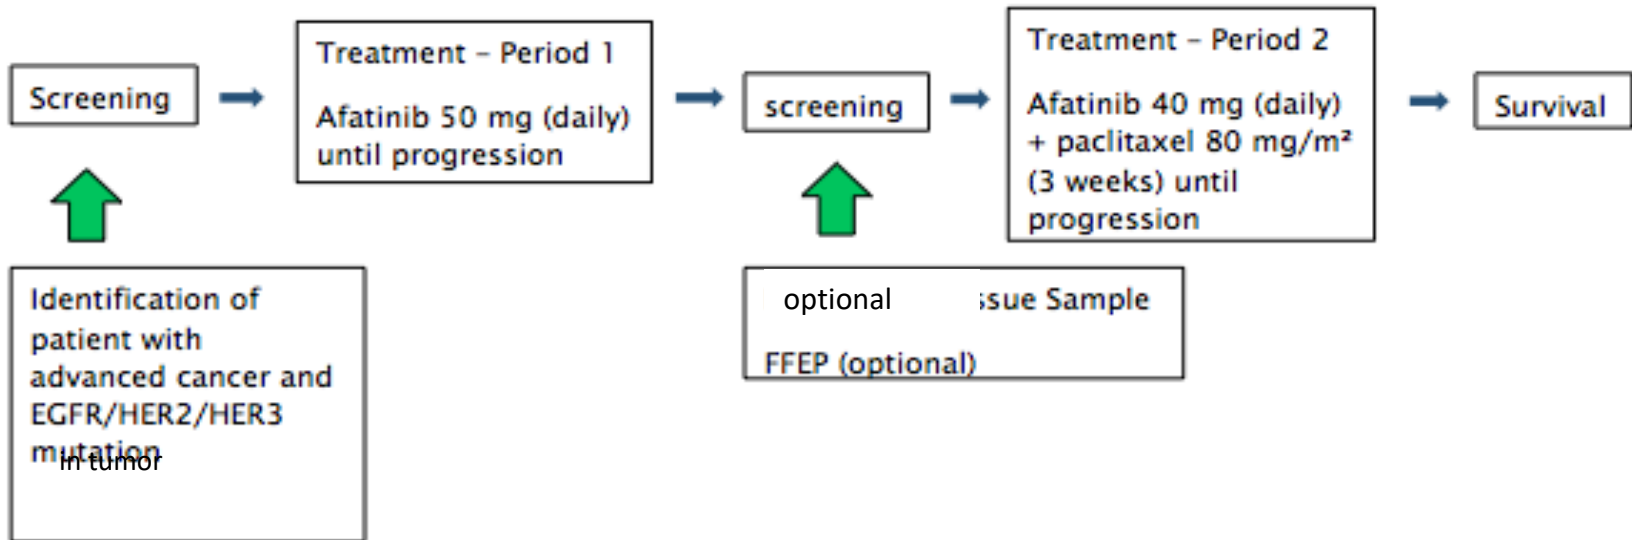 Screening
Treatment – Period 1
Afatinib 50 mg (daily)
until progression
screening
Treatment – Period 2
Afatinib 40 mg (daily)
+ paclitaxel 80 mg/m²
(3 weeks) until
progression
Survival
Identification of
patient with
advanced cancer and
EGFR/HER2/HER3
mutation
in tumor
optional ssue Sample
FFEP (optional)